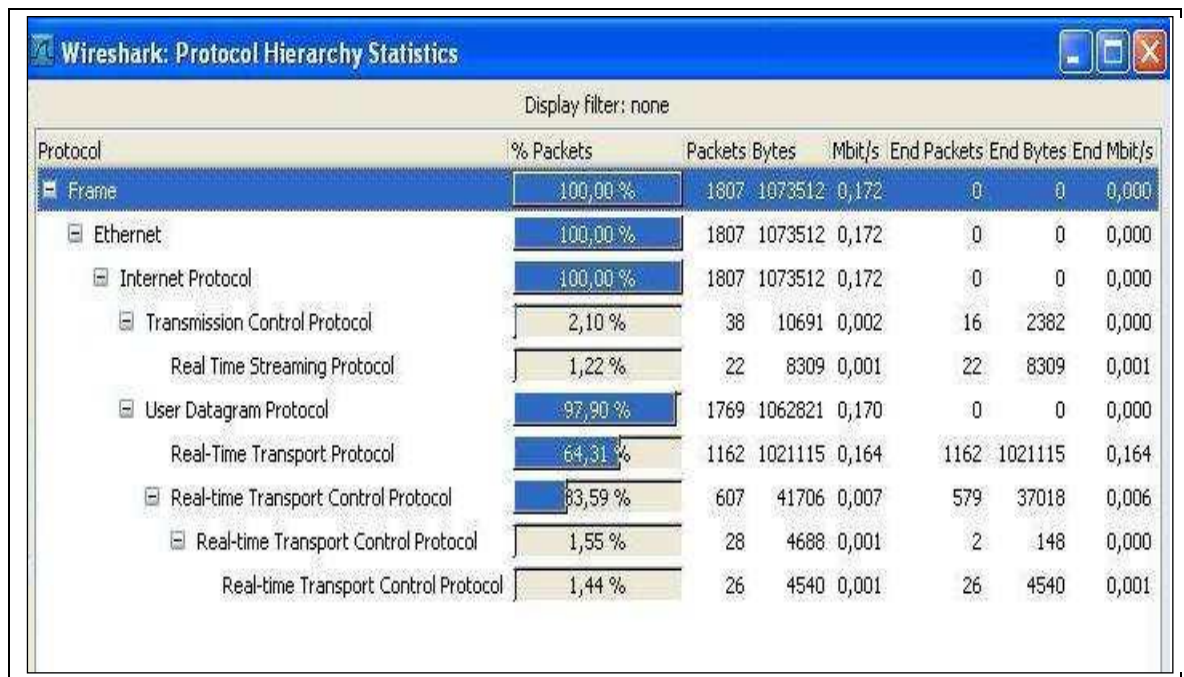 Wireshark: Protocol Hierarchy Statistics
Display filter: none
Protocol % Packets Packets Bytes Mbit/s End Packets End Bytes End Mbit/s
Frame 100,00 % 1807 1073512 0,172 0 0 0,000
Ethernet 100,00 % 1807 1073512 0,172 0 0 0,000
Internet Protocol 100,00 % 1807 1073512 0,172 0 0 0,000
Transmission Control Protocol 2,10 % 38 10691 0,002 16 2382 0,000
Real Time Streaming Protocol 1,22 % 22 8309 0,001 22 8309 0,001
User Datagram Protocol 97,90 % 1769 1062821 0,170 0 0 0,000
Real-Time Transport Protocol 64,31 % 1162 1021115 0,164 1162 1021115 0,164
Real-time Transport Control Protocol 33,59 % 607 41706 0,007 579 37018 0,006
Real-time Transport Control Protocol 1,55 % 28 4688 0,001 2 148 0,000
Real-time Transport Control Protocol 1,44 % 26 4540 0,001 26 4540 0,001